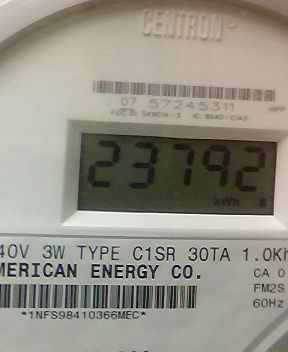 CENTRON
07 57245311
23792
kWh
40V 3W TYPE C1SR 30TA 1.0Kh
MERICAN ENERGY CO.
CA 0
FM2S
60Hz
*1NFS98410366MEC*